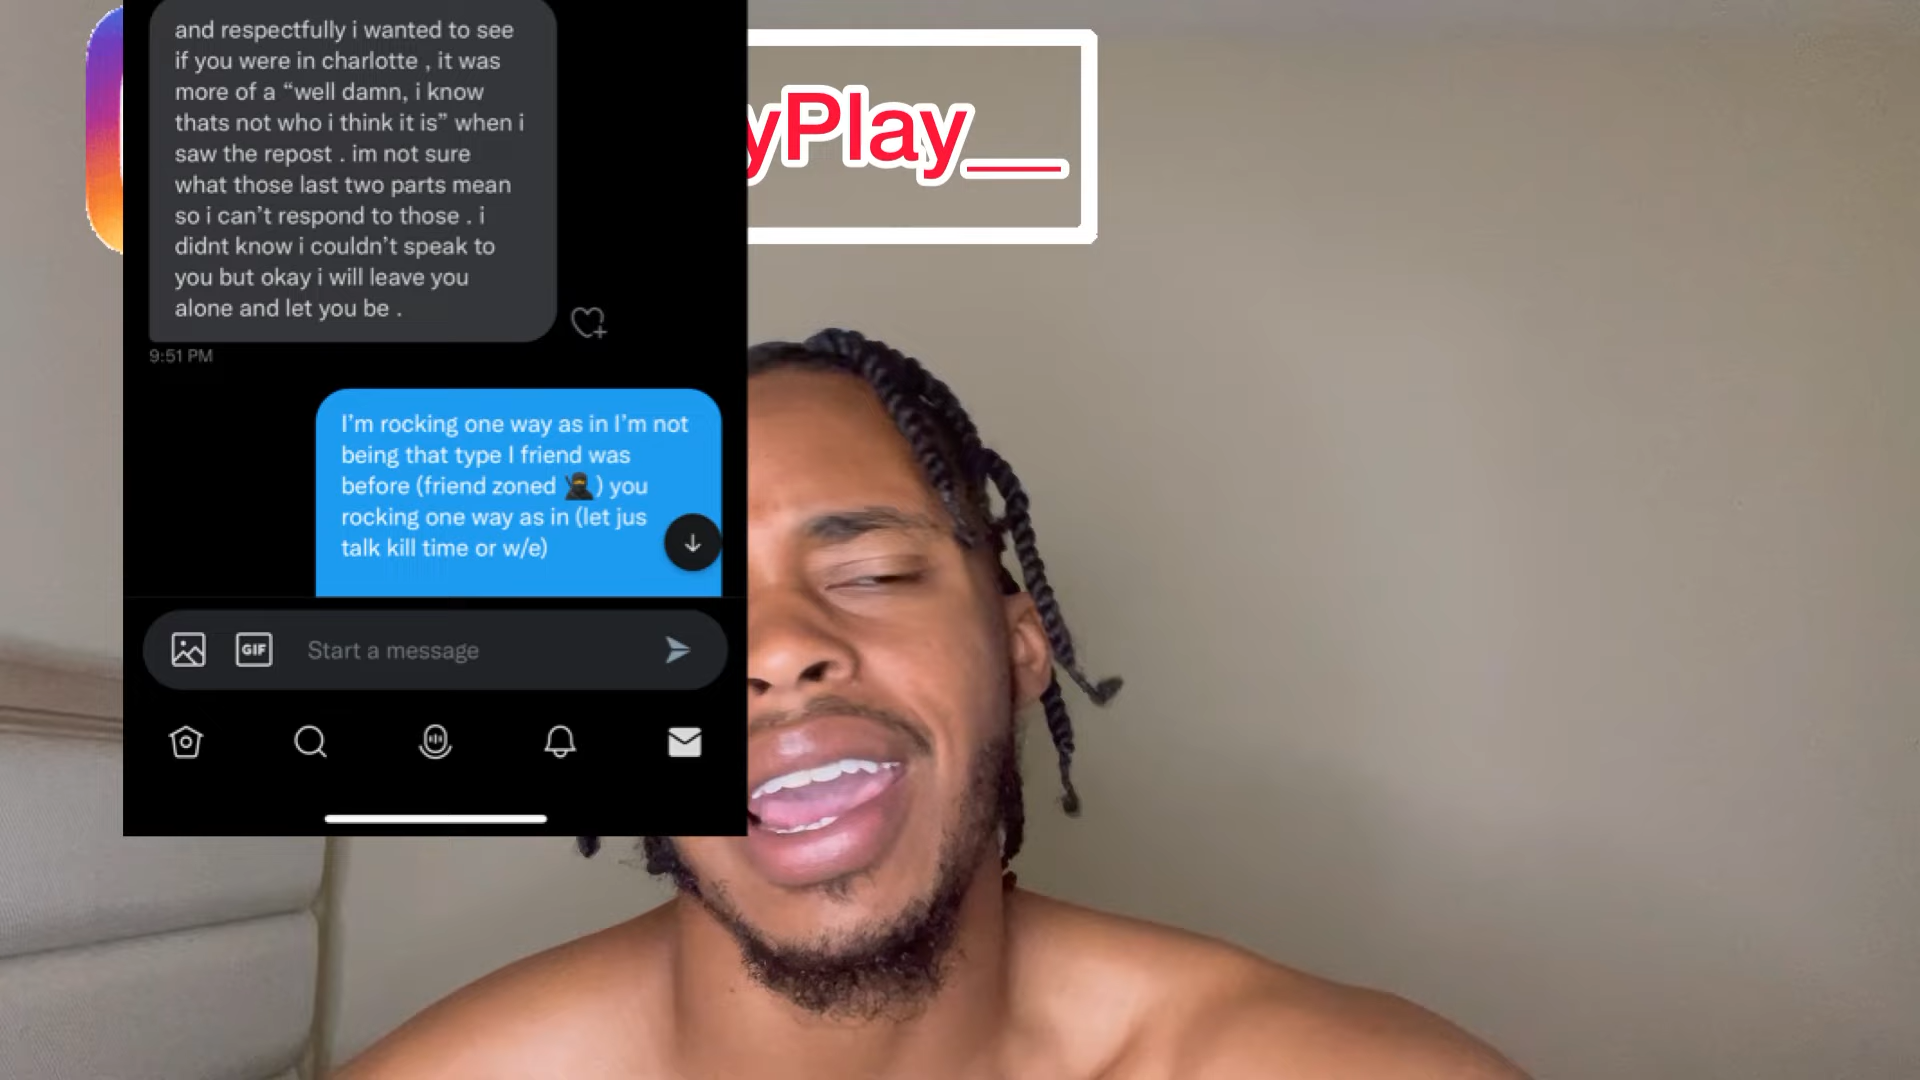 and respectfully i wanted to see
if you were in charlotte , it was
more of a “well damn, i know
thats not who i think it is” when i
saw the repost . im not sure
what those last two parts mean
so i can’t respond to those . i
didnt know i couldn’t speak to
you but okay i will leave you
alone and let you be .
9:51 PM
yPlay__
I’m rocking one way as in I’m not
being that type I friend was
before (friend zoned 🥷🏿) you
rocking one way as in (let jus
talk kill time or w/e)
GIF
Start a message